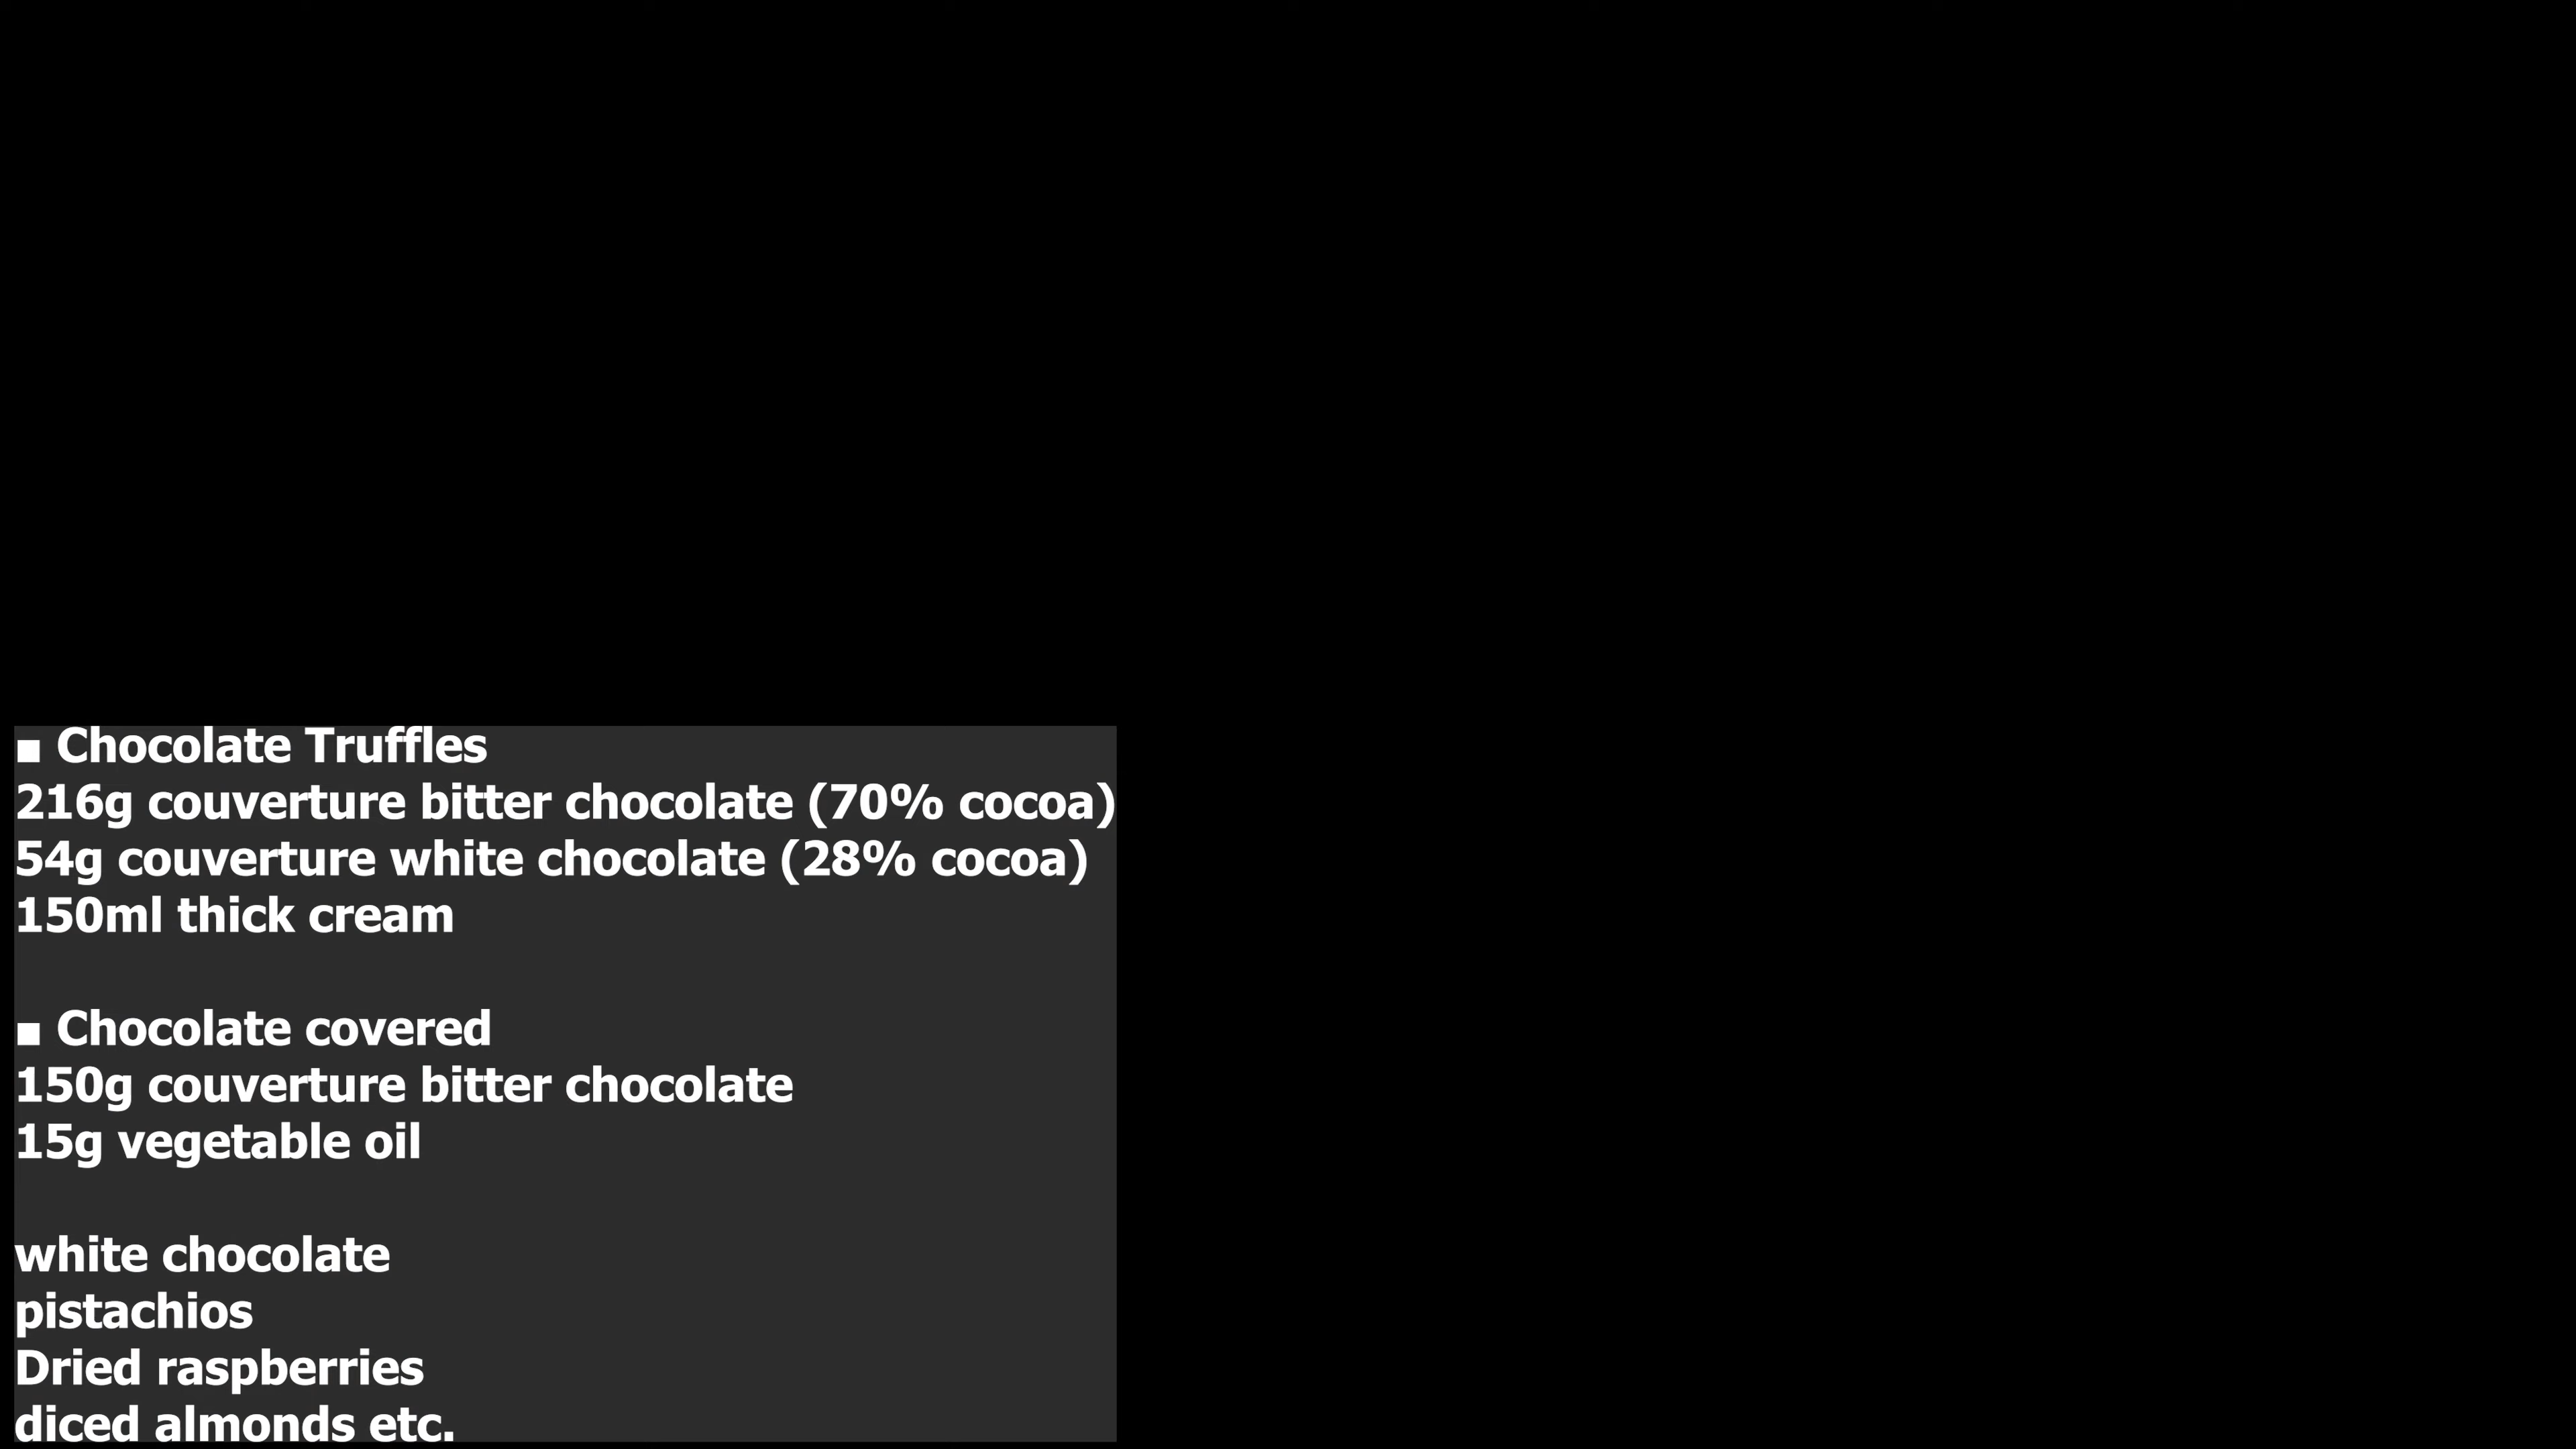 ■ Chocolate Truffles
216g couverture bitter chocolate (70% cocoa)
54g couverture white chocolate (28% cocoa)
150ml thick cream
■ Chocolate covered
150g couverture bitter chocolate
15g vegetable oil
white chocolate
pistachios
Dried raspberries
diced almonds etc.